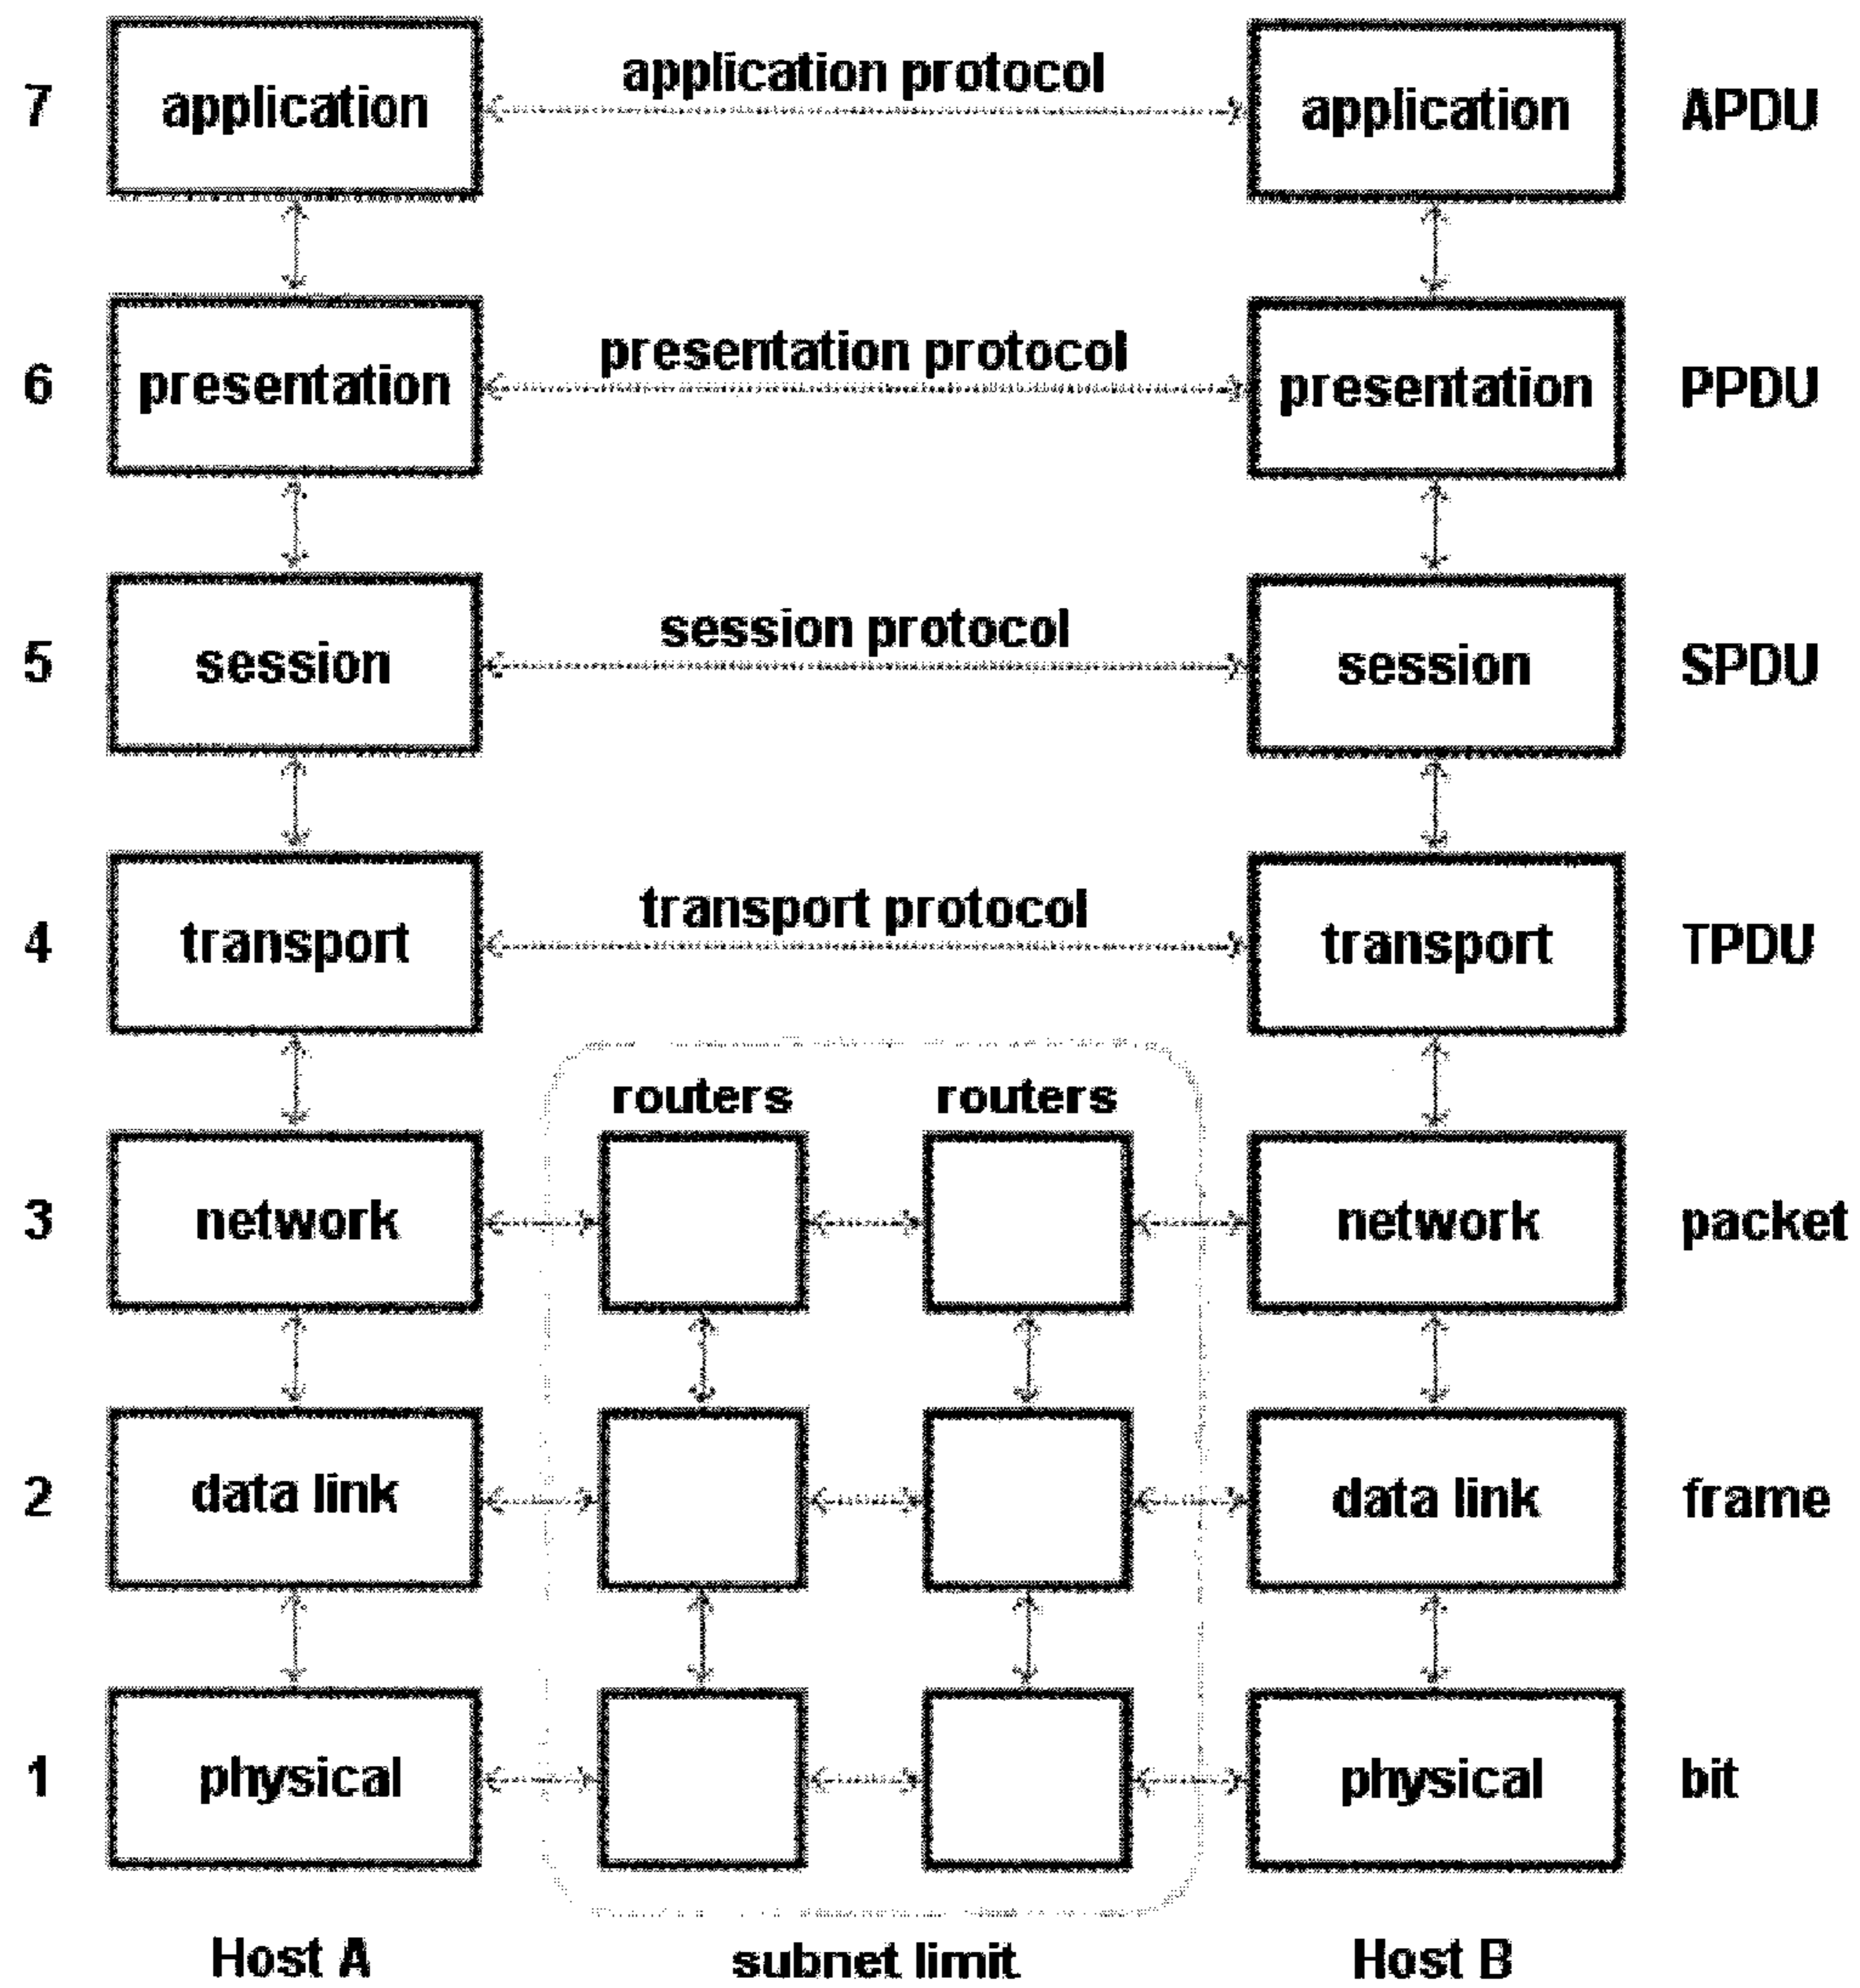 application protocol
7 application application APDU
presentation protocol
6 presentation presentation PPDU
session protocol
5 session session SPDU
transport protocol
4 transport transport TPDU
routers routers
3 network network packet
2 data link data link frame
1 physical physical bit
Host A subnet limit Host B